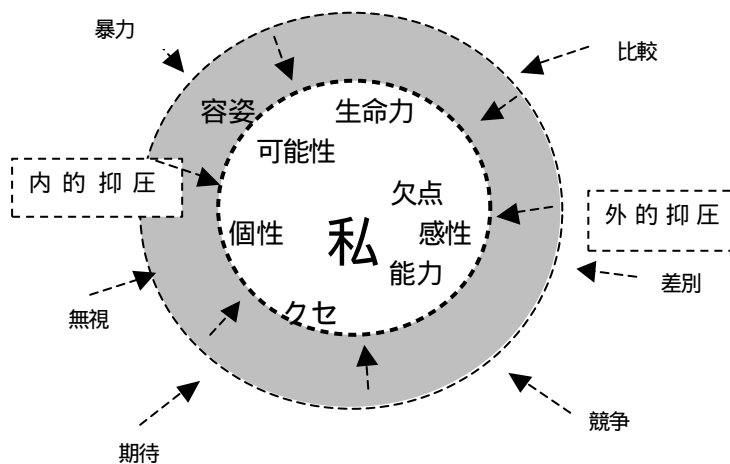 暴力
比較
容姿
生命力
可能性
内的抑圧
欠点
個性
私
感性
外的抑圧
能力
差別
無視
クセ
競争
期待